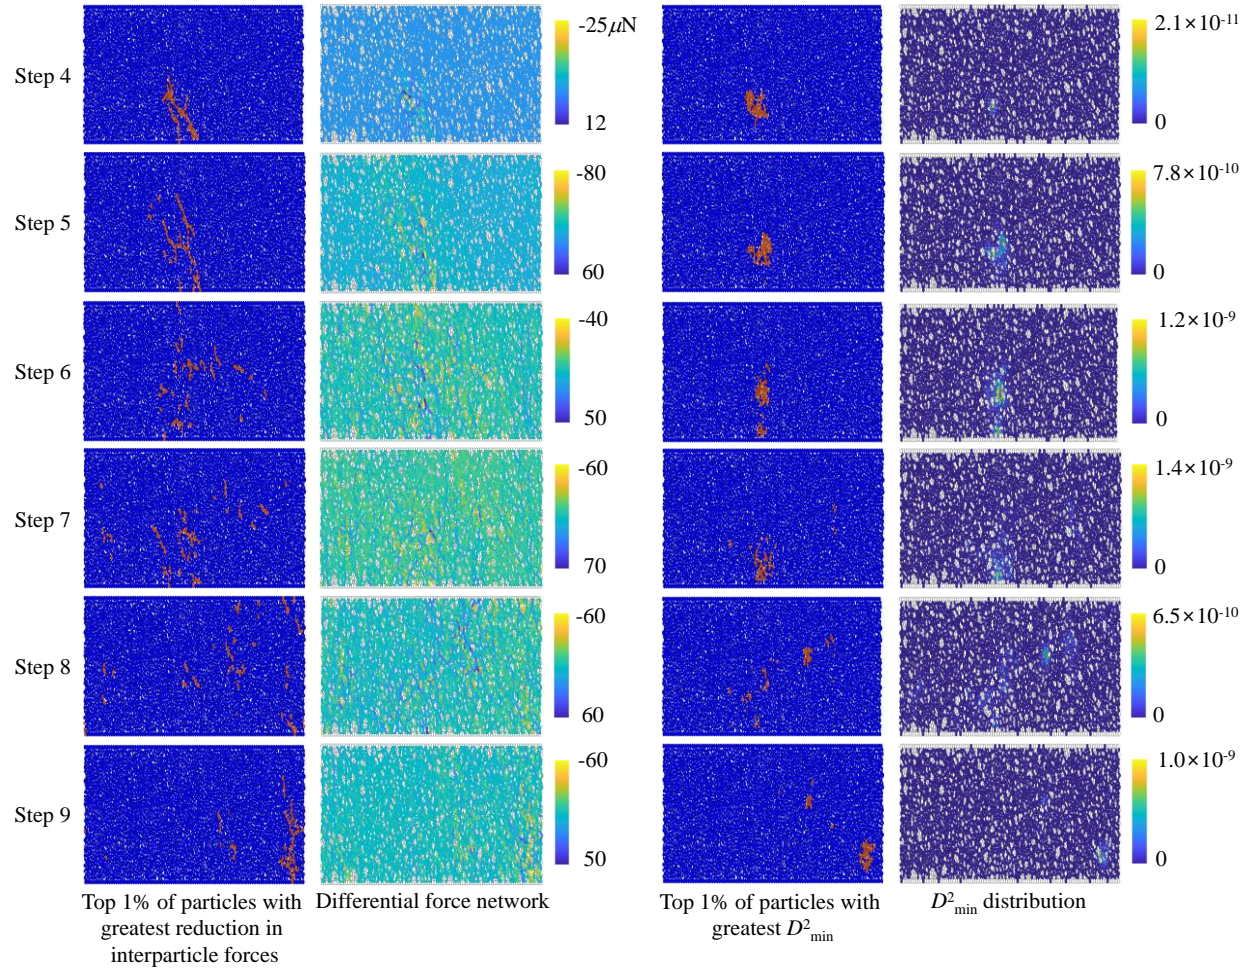 -25μN
2.1×10-11
Step 4
12
0
-80
7.8×10-10
Step 5
60
0
-40
1.2×10-9
Step 6
50
0
-60
1.4×10-9
Step 7
70
0
-60
6.5×10-10
Step 8
60
0
-60
1.0×10-9
Step 9
50
0
Top 1% of particles with
greatest reduction in
interparticle forces
Differential force network
Top 1% of particles with
greatest D²min
D²min distribution